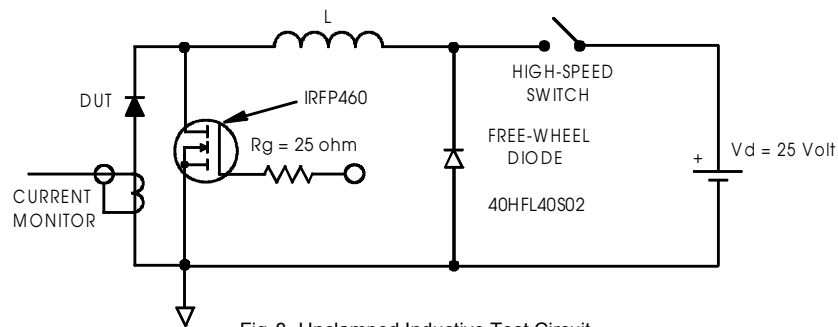 L
HIGH-SPEED
SWITCH
DUT
IRFP460
Rg = 25 ohm
FREE-WHEEL
DIODE
+
Vd = 25 Volt
CURRENT
MONITOR
40HFL40S02
Fig. 8- Unclamped Inductive Test Circuit